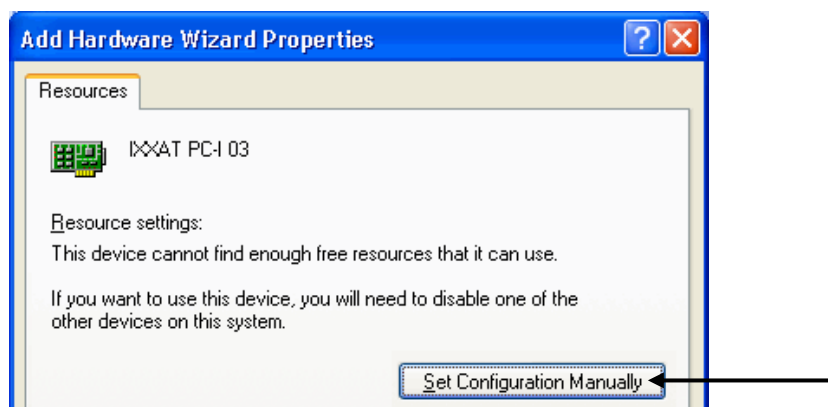 Add Hardware Wizard Properties
Resources
IXXAT PC-I 03
Resource settings:
This device cannot find enough free resources that it can use.
If you want to use this device, you will need to disable one of the
other devices on this system.
Set Configuration Manually